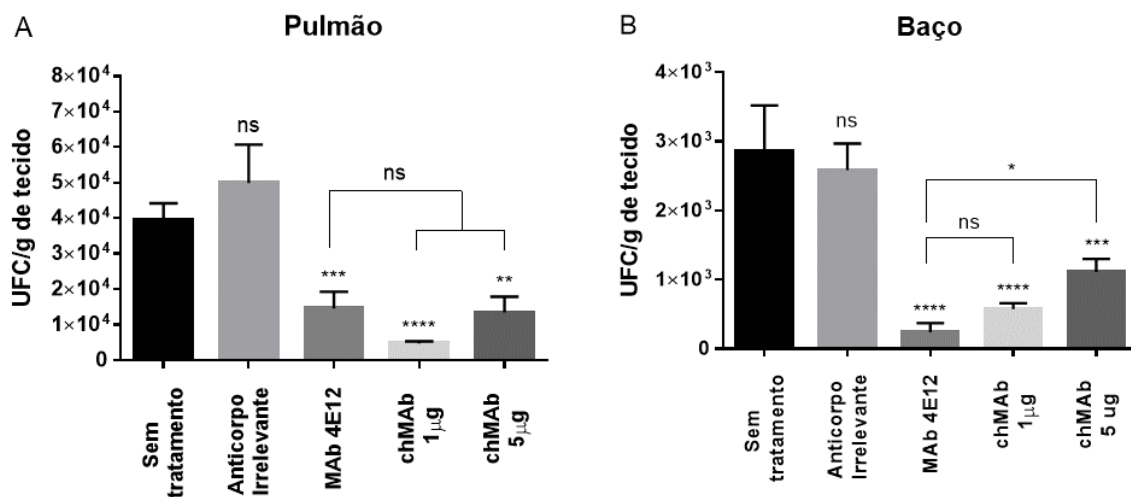 A
Pulmão
UFC/g de tecido
8×10⁴
7×10⁴
6×10⁴
5×10⁴
4×10⁴
3×10⁴
2×10⁴
1×10⁴
0
ns
***
ns
****
**
Sem
tratamento
Anticorpo
Irrelevante
MAb 4E12
chMAb
1μg
chMAb
5μg
B
Baço
UFC/g de tecido
4×10³
3×10³
2×10³
1×10³
0
ns
****
ns
****
*
***
Sem
tratamento
Anticorpo
Irrelevante
MAb 4E12
chMAb
1μg
chMAb
5 ug